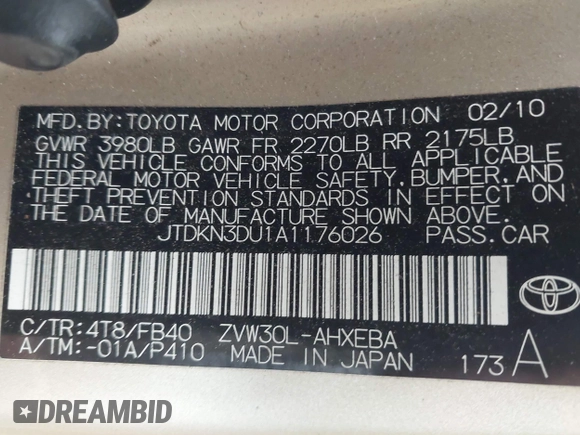 MFD. BY: TOYOTA MOTOR CORPORATION 02/10
GVWR 3980LB GAWR FR 2270LB RR 2175LB
THIS VEHICLE CONFORMS TO ALL APPLICABLE
FEDERAL MOTOR VEHICLE SAFETY, BUMPER, AND
THEFT PREVENTION STANDARDS IN EFFECT ON
THE DATE OF MANUFACTURE SHOWN ABOVE.
JTDKN3DU1A1176026 PASS. CAR
C/TR: 4T8/FB40 ZVW30L-AHXEBA
A/TM: -01A/P410 MADE IN JAPAN 173 A
TOYOTA
DREAMBID